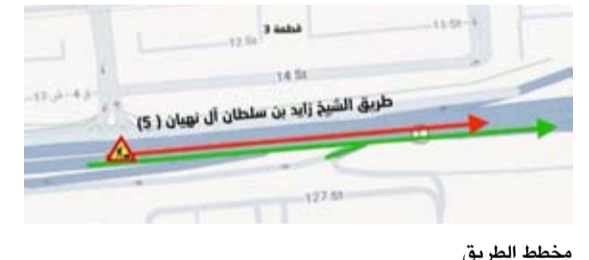 قطعة 3
12 St
11 St
14 St
طريق الشيخ زايد بن سلطان آل نهيان ( 5)
127 St
مخطط الطريق